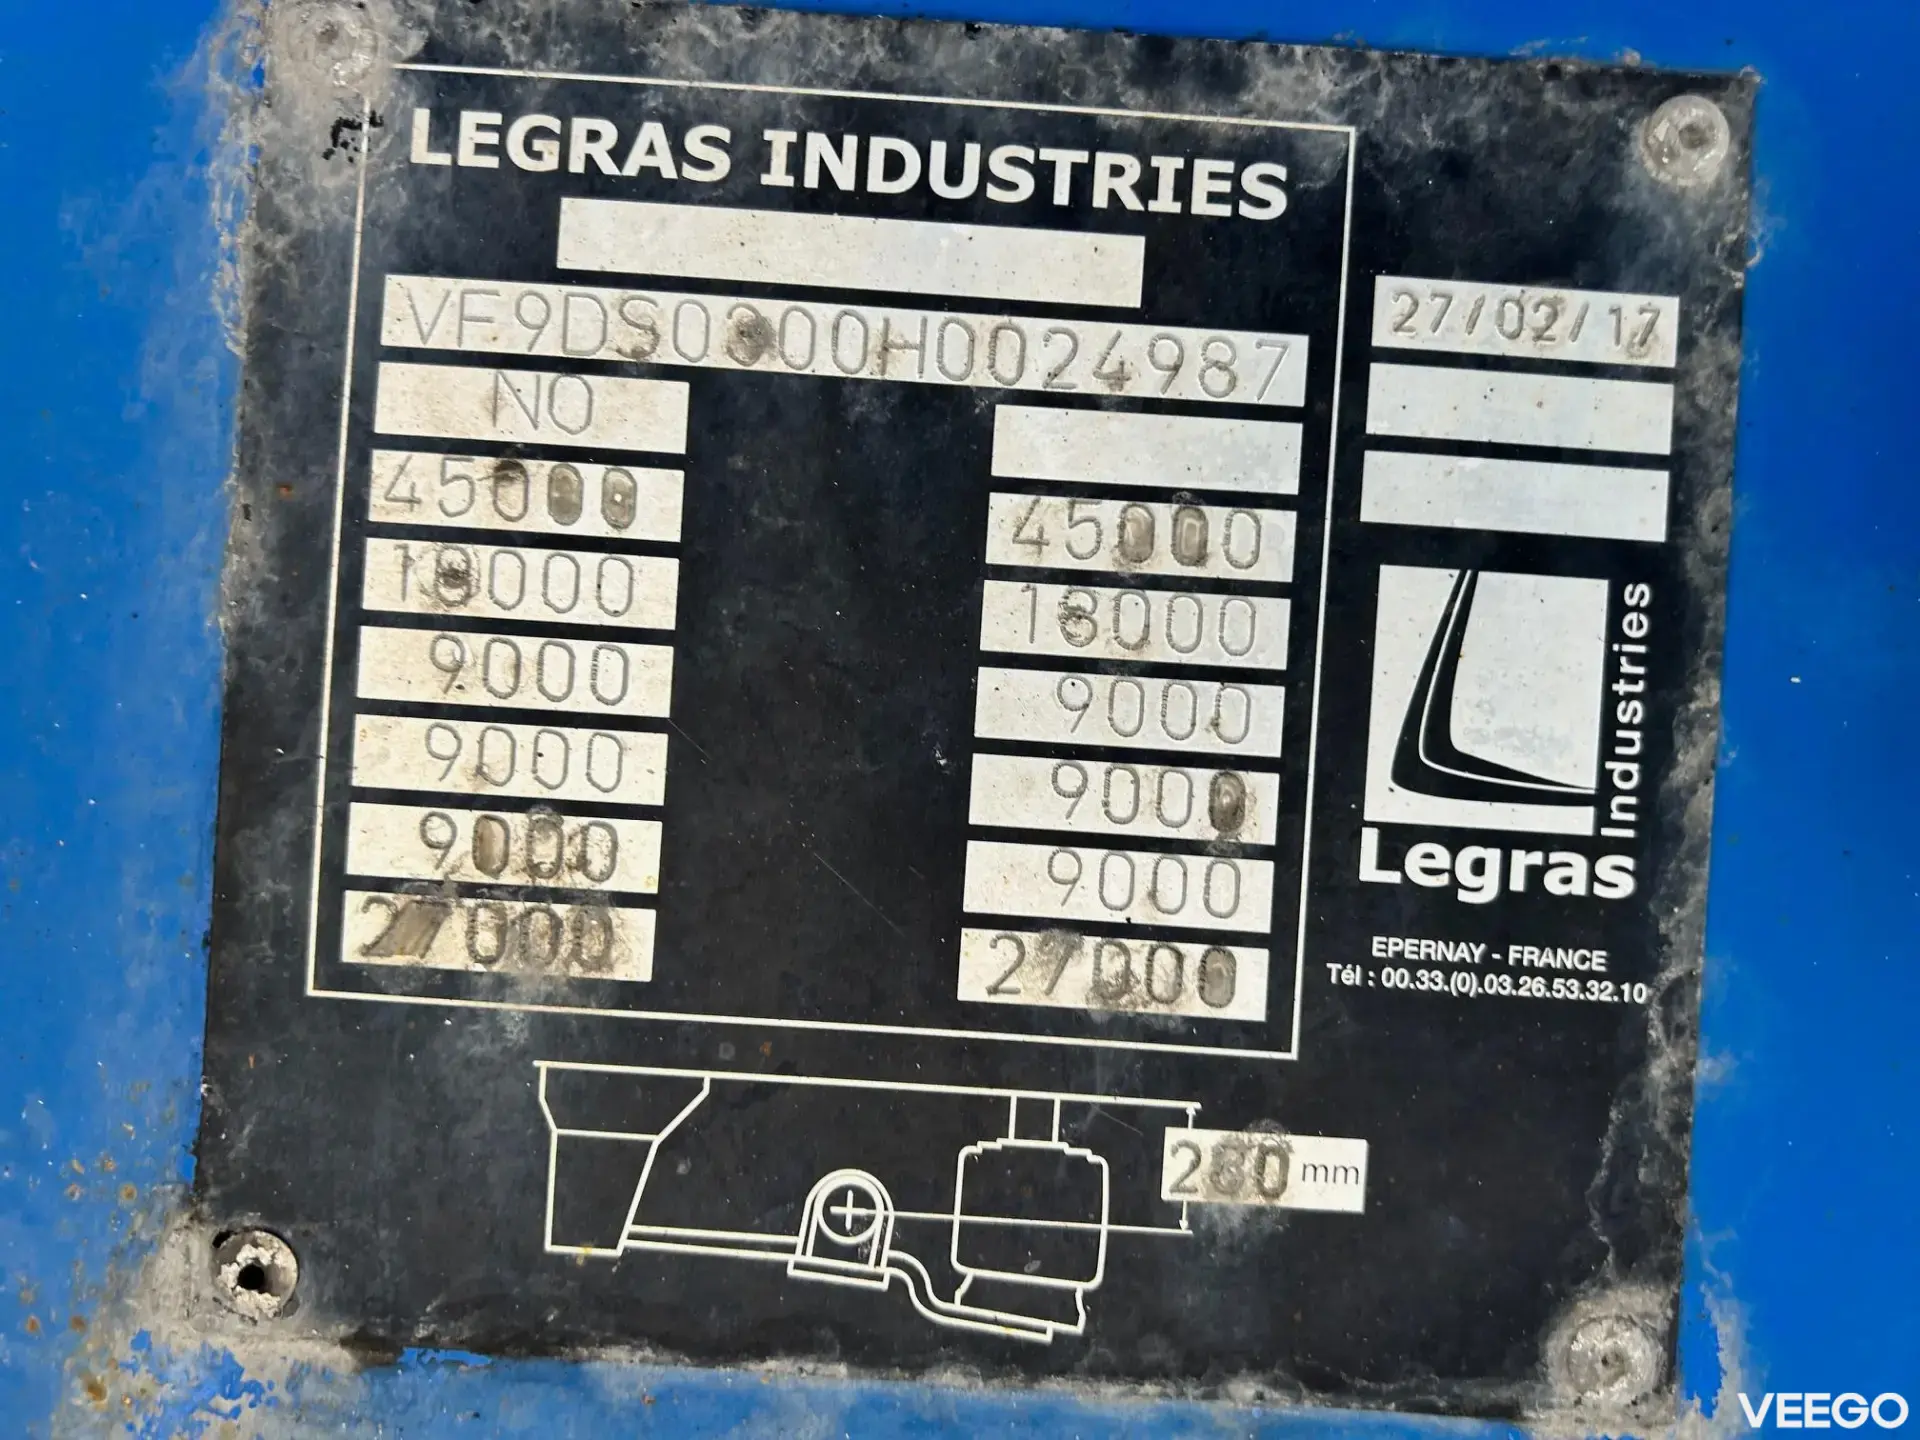 LEGRAS INDUSTRIES
27/02/17
NO
45000 45000
18000 18000
9000 9000
9000 9000
9000 9000
27000 27000
Legras
Industries
EPERNAY - FRANCE
Tél : 00.33.(0).03.26.53.32.10
280 mm
VEEGO